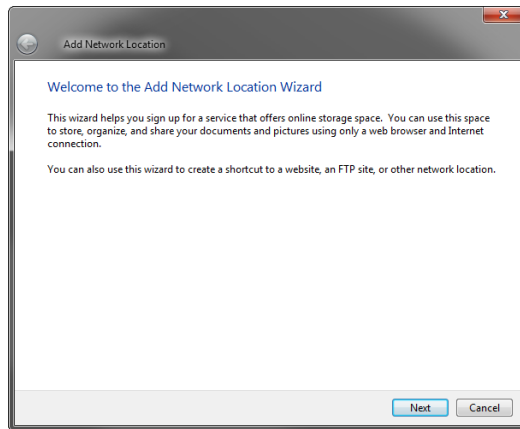 Add Network Location
Welcome to the Add Network Location Wizard
This wizard helps you sign up for a service that offers online storage space.  You can use this space
to store, organize, and share your documents and pictures using only a web browser and Internet
connection.
You can also use this wizard to create a shortcut to a website, an FTP site, or other network location.
Next
Cancel